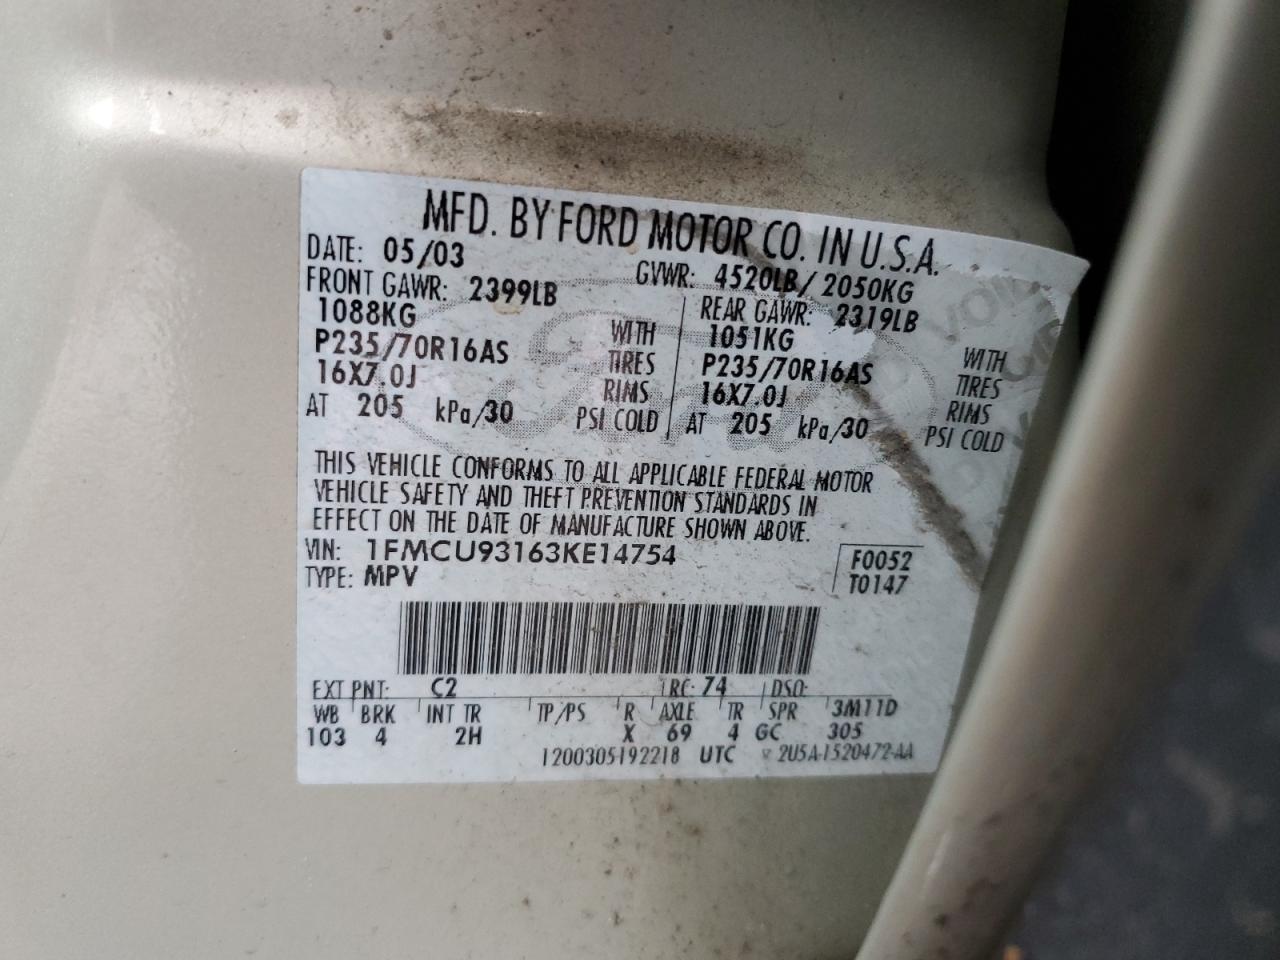 MFD. BY FORD MOTOR CO. IN U.S.A.
DATE: 05/03 GVWR: 4520LB/ 2050KG
FRONT GAWR: 2399LB REAR GAWR: 2319LB
1088KG WITH 1051KG WITH
P235/70R16AS TIRES P235/70R16AS TIRES
16X7.0J RIMS 16X7.0J RIMS
AT 205 kPa/30 PSI COLD AT 205 kPa/30 PSI COLD
THIS VEHICLE CONFORMS TO ALL APPLICABLE FEDERAL MOTOR
VEHICLE SAFETY AND THEFT PREVENTION STANDARDS IN
EFFECT ON THE DATE OF MANUFACTURE SHOWN ABOVE.
VIN: 1FMCU93163KE14754 F0052
TYPE: MPV T0147
EXT PNT: C2 RC: 74 DSO:
WB BRK INT TR TP/PS R AXLE TR SPR 3M11D
103 4 2H X 69 4 GC 305
1200305192218 UTC 2U5A-1520472-AA